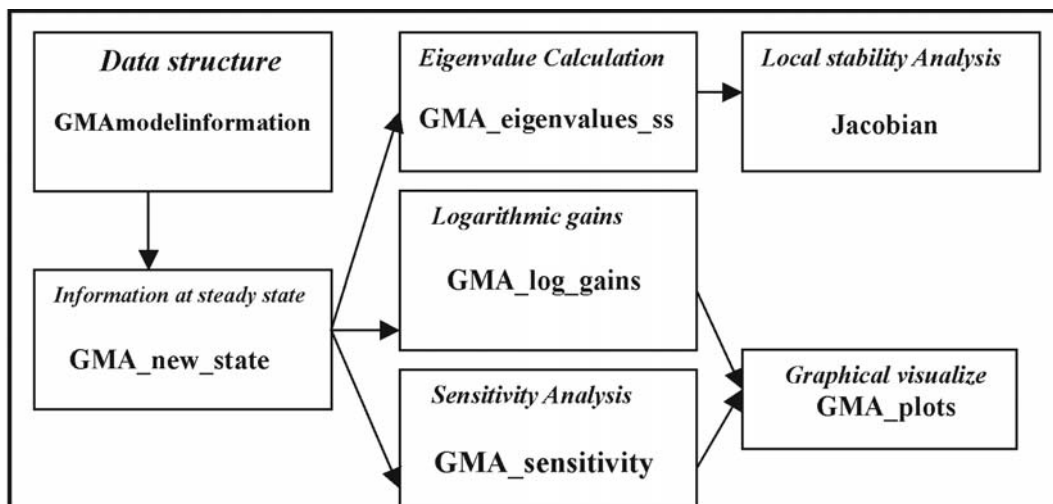 Data structure
GMAmodelinformation
Information at steady state
GMA_new_state
Eigenvalue Calculation
GMA_eigenvalues_ss
Logarithmic gains
GMA_log_gains
Sensitivity Analysis
GMA_sensitivity
Local stability Analysis
Jacobian
Graphical visualize
GMA_plots